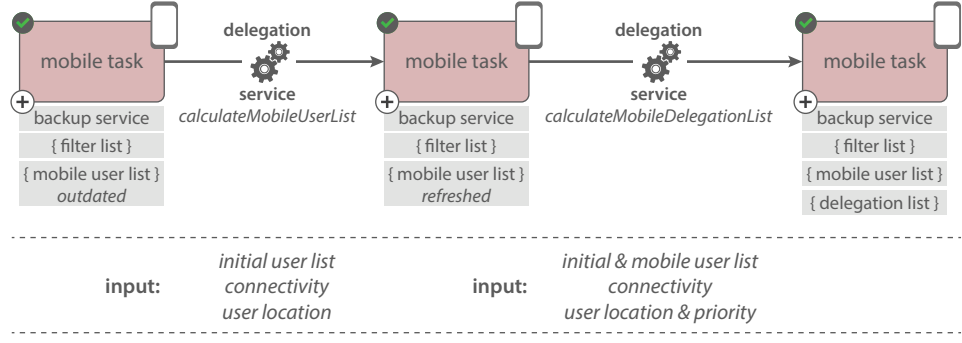 mobile task
delegation
service
calculateMobileUserList
mobile task
delegation
service
calculateMobileDelegationList
mobile task
backup service
{ filter list }
{ mobile user list }
outdated
backup service
{ filter list }
{ mobile user list }
refreshed
backup service
{ filter list }
{ mobile user list }
{ delegation list }
input:
initial user list
connectivity
user location
input:
initial & mobile user list
connectivity
user location & priority